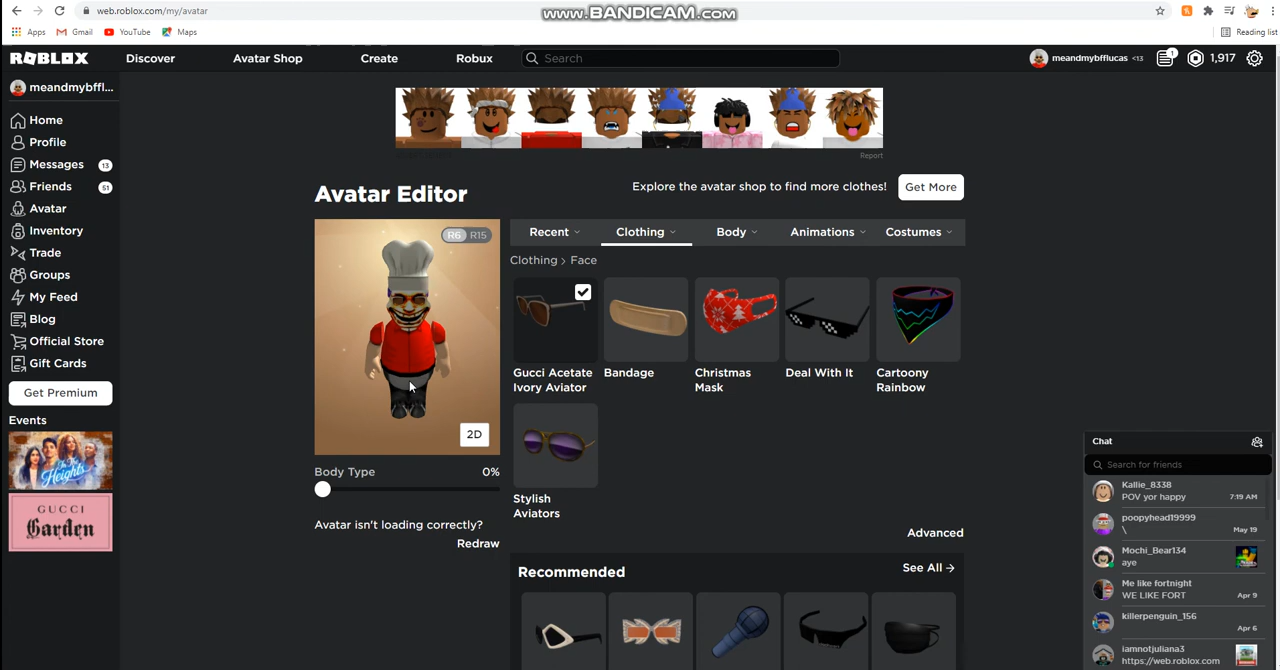 web.roblox.com/my/avatar
www.BANDICAM.com
Apps Gmail YouTube Maps Reading list
ROBLOX Discover Avatar Shop Create Robux Search meandmybfflucas <13 1 1,917
meandmybffl...
Home
Profile
Messages 13
Friends 51
Avatar
Inventory
Trade
Groups
My Feed
Blog
Official Store
Gift Cards
Get Premium
Events
In The Heights
GUCCI
Garden
Report
Avatar Editor
Explore the avatar shop to find more clothes! Get More
R6 R15
2D
Body Type 0%
Avatar isn't loading correctly?
Redraw
Recent Clothing Body Animations Costumes
Clothing > Face
Gucci Acetate
Ivory Aviator
Bandage
Christmas
Mask
Deal With It
Cartoony
Rainbow
Stylish
Aviators
Advanced
Recommended See All →
Chat
Search for friends
Kallie_8338
POV yor happy 7:19 AM
poopyhead19999
\ May 19
Mochi_Bear134
aye
Me like fortnight
WE LIKE FORT Apr 9
killerpenguin_156
Apr 6
iamnotjuliana3
https://web.roblox.com